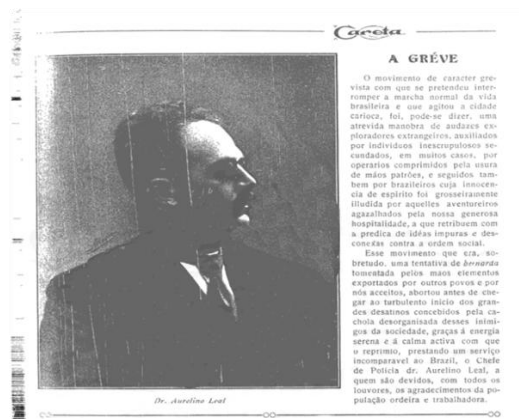 Careta
A GRÉVE
O movimento de caracter gre-
vista com que se pretendeu inter-
romper a marcha normal da vida
brasileira e que agitou a cidade
carioca, foi, pode-se dizer, uma
atrevida manobra de audazes ex-
ploradores extrangeiros, auxiliados
por individuos inescrupulosos se-
cundados, em muitos casos, por
operarios comprimidos pela usura
de máos patrões, e seguidos tam-
bem por brazileiros cuja innocen-
cia de espirito foi grosseiramente
illudida por aquelles aventureiros
agazalhados pela nossa generosa
hospitalidade, a que retribuem com
a predica de idéas impuras e des-
conexas contra a ordem social.
Esse movimento que era, so-
bretudo, uma tentativa de bernarda
fomentada pelos maos elementos
exportados por outros povos e por
nós acceitos, abortou antes de che-
gar ao turbulento inicio dos gran-
des desatinos concebidos pela ca-
chola desorganisada desses inimi-
gos da sociedade, graças á energia
serena e á calma activa com que
o reprimio, prestando um serviço
incomparavel ao Brazil, o Chefe
de Policia dr. Aurelino Leal, a
quem são devidos, com todos os
louvores, os agradecimentos da po-
pulação ordeira e trabalhadora.
Dr. Aurelino Leal